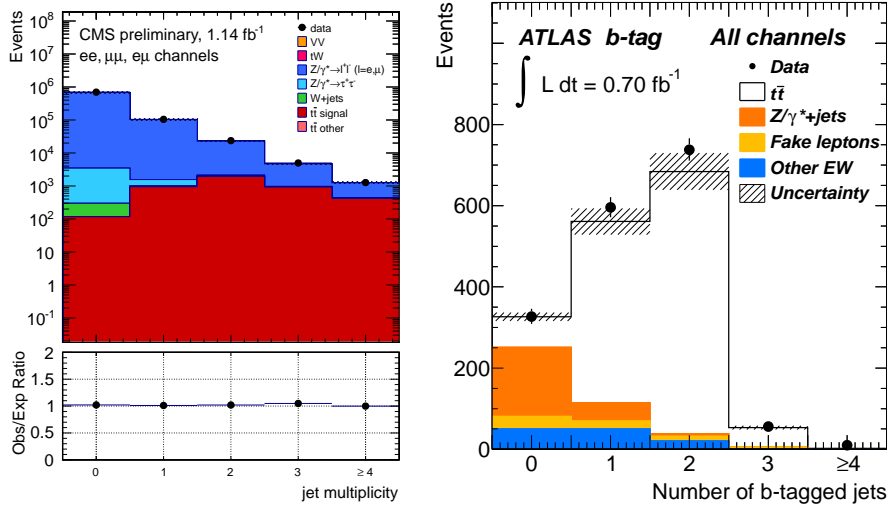 Events
10⁸
10⁷
10⁶
10⁵
10⁴
10³
10²
10
1
10⁻¹
CMS preliminary, 1.14 fb⁻¹
ee, μμ, eμ channels
data
VV
tW
Z/γ*→l⁺l⁻ (l=e,μ)
Z/γ*→τ⁺τ⁻
W+jets
tt̄ signal
tt̄ other
Obs/Exp Ratio
2
1.5
1
0.5
0
0 1 2 3 ≥ 4
jet multiplicity
Events
ATLAS b-tag All channels
∫ L dt = 0.70 fb⁻¹
Data
tt̄
Z/γ*+jets
Fake leptons
Other EW
Uncertainty
800
600
400
200
0
0 1 2 3 ≥4
Number of b-tagged jets